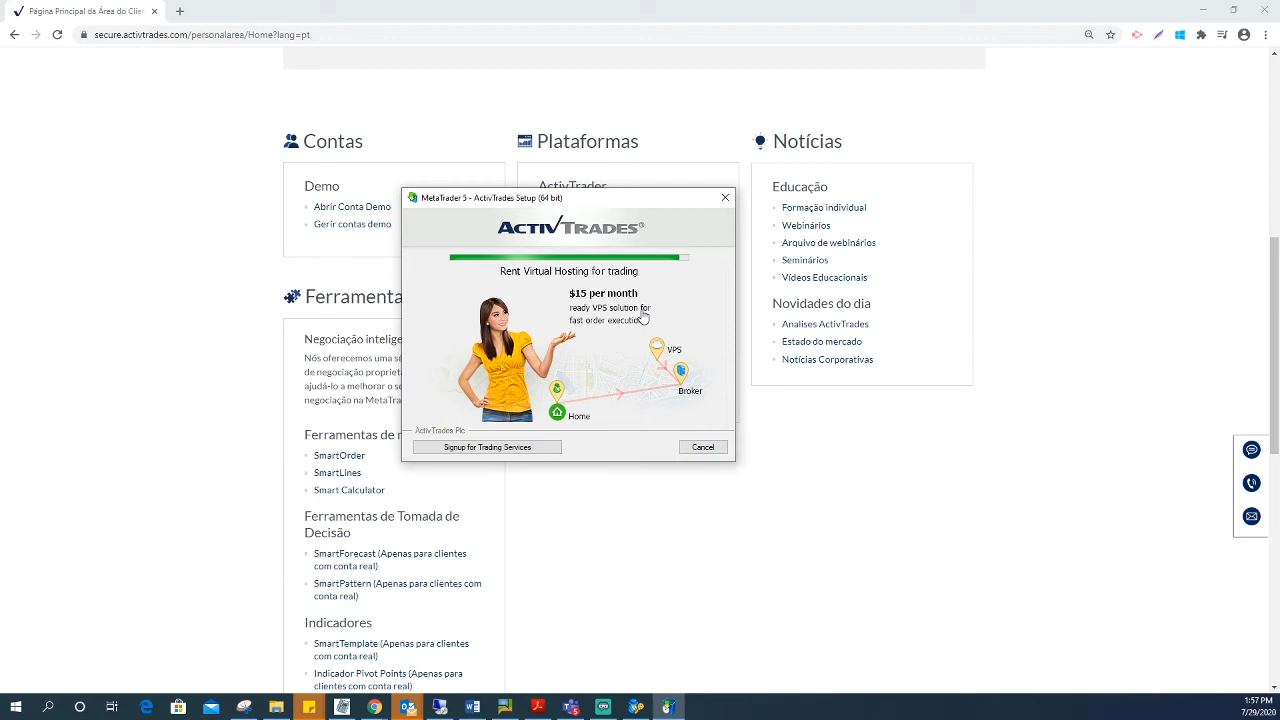 Página Principal da Área do Clien
secure.activtrades.com/personalarea/Home?lang=pt
Contas
Demo
Abrir Conta Demo
Gerir contas demo
Plataformas
ActivTrader
Notícias
Educação
Formação individual
Webinários
Arquivo de webinários
Seminários
Vídeos Educacionais
Novidades do dia
Analises ActivTrades
Estado do mercado
Notícias Corporativas
MetaTrader 5 - ActivTrades Setup (64 bit)
ACTIVTRADES®
Rent Virtual Hosting for trading
$15 per month
ready VPS solution for
fast order execution
VPS
Broker
Home
ActivTrades Plc
Signup for Trading Services
Cancel
Ferramenta
Negociação intelige
Nós oferecemos uma sé
de negociação proprieta
ajudá-lo a melhorar o se
negociação na MetaTra
Ferramentas de
SmartOrder
SmartLines
Smart Calculator
Ferramentas de Tomada de
Decisão
SmartForecast (Apenas para clientes
com conta real)
SmartPattern (Apenas para clientes com
conta real)
Indicadores
SmartTemplate (Apenas para clientes
com conta real)
Indicador Pivot Points (Apenas para
clientes com conta real)
1:57 PM
7/29/2020